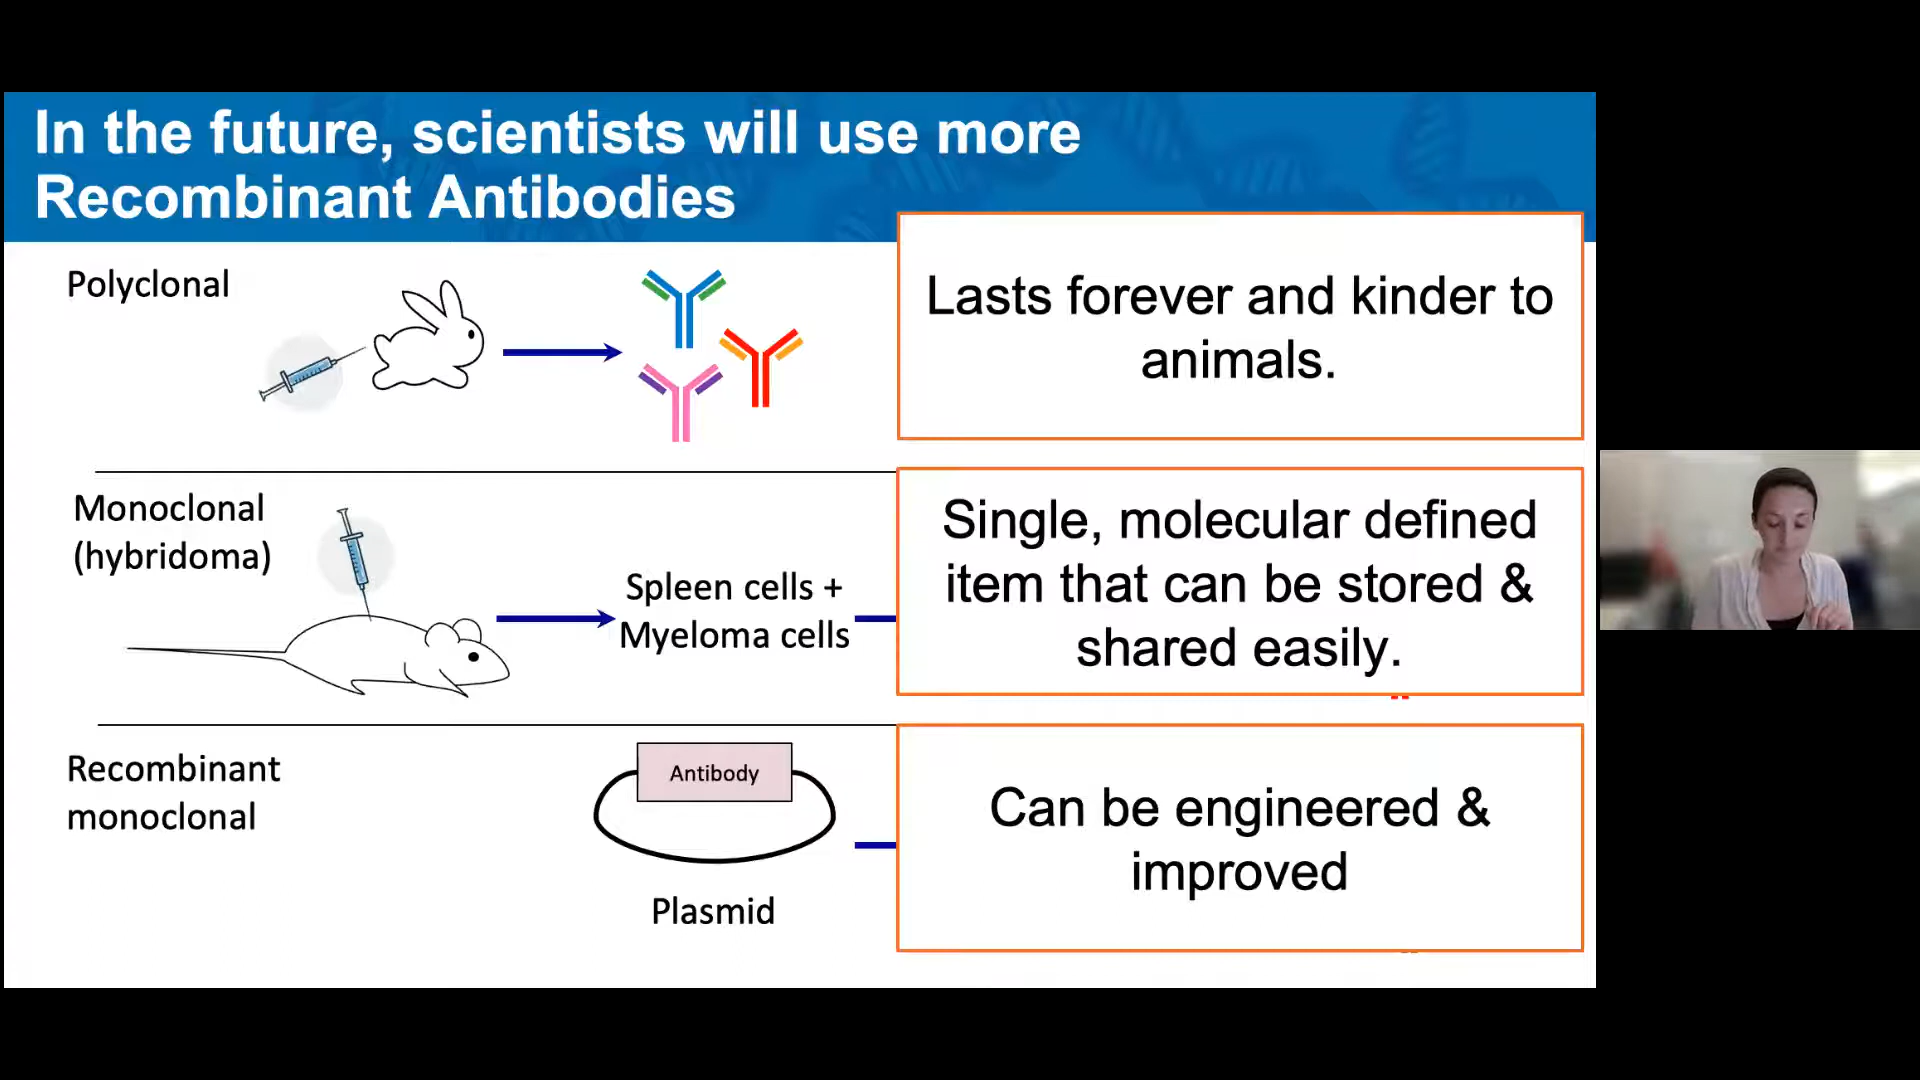 In the future, scientists will use more
Recombinant Antibodies
Polyclonal
Lasts forever and kinder to
animals.
Monoclonal
(hybridoma)
Spleen cells +
Myeloma cells
Single, molecular defined
item that can be stored &
shared easily.
Recombinant
monoclonal
Antibody
Plasmid
Can be engineered &
improved